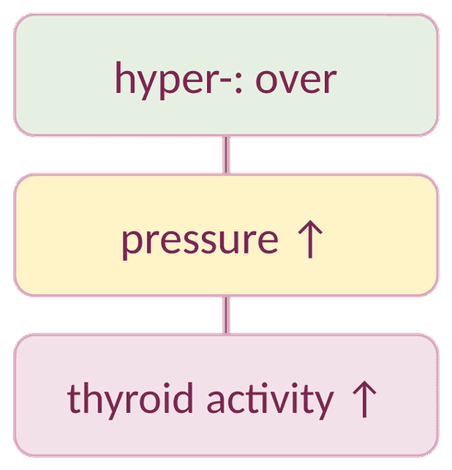 hyper-: over
pressure ↑
thyroid activity ↑